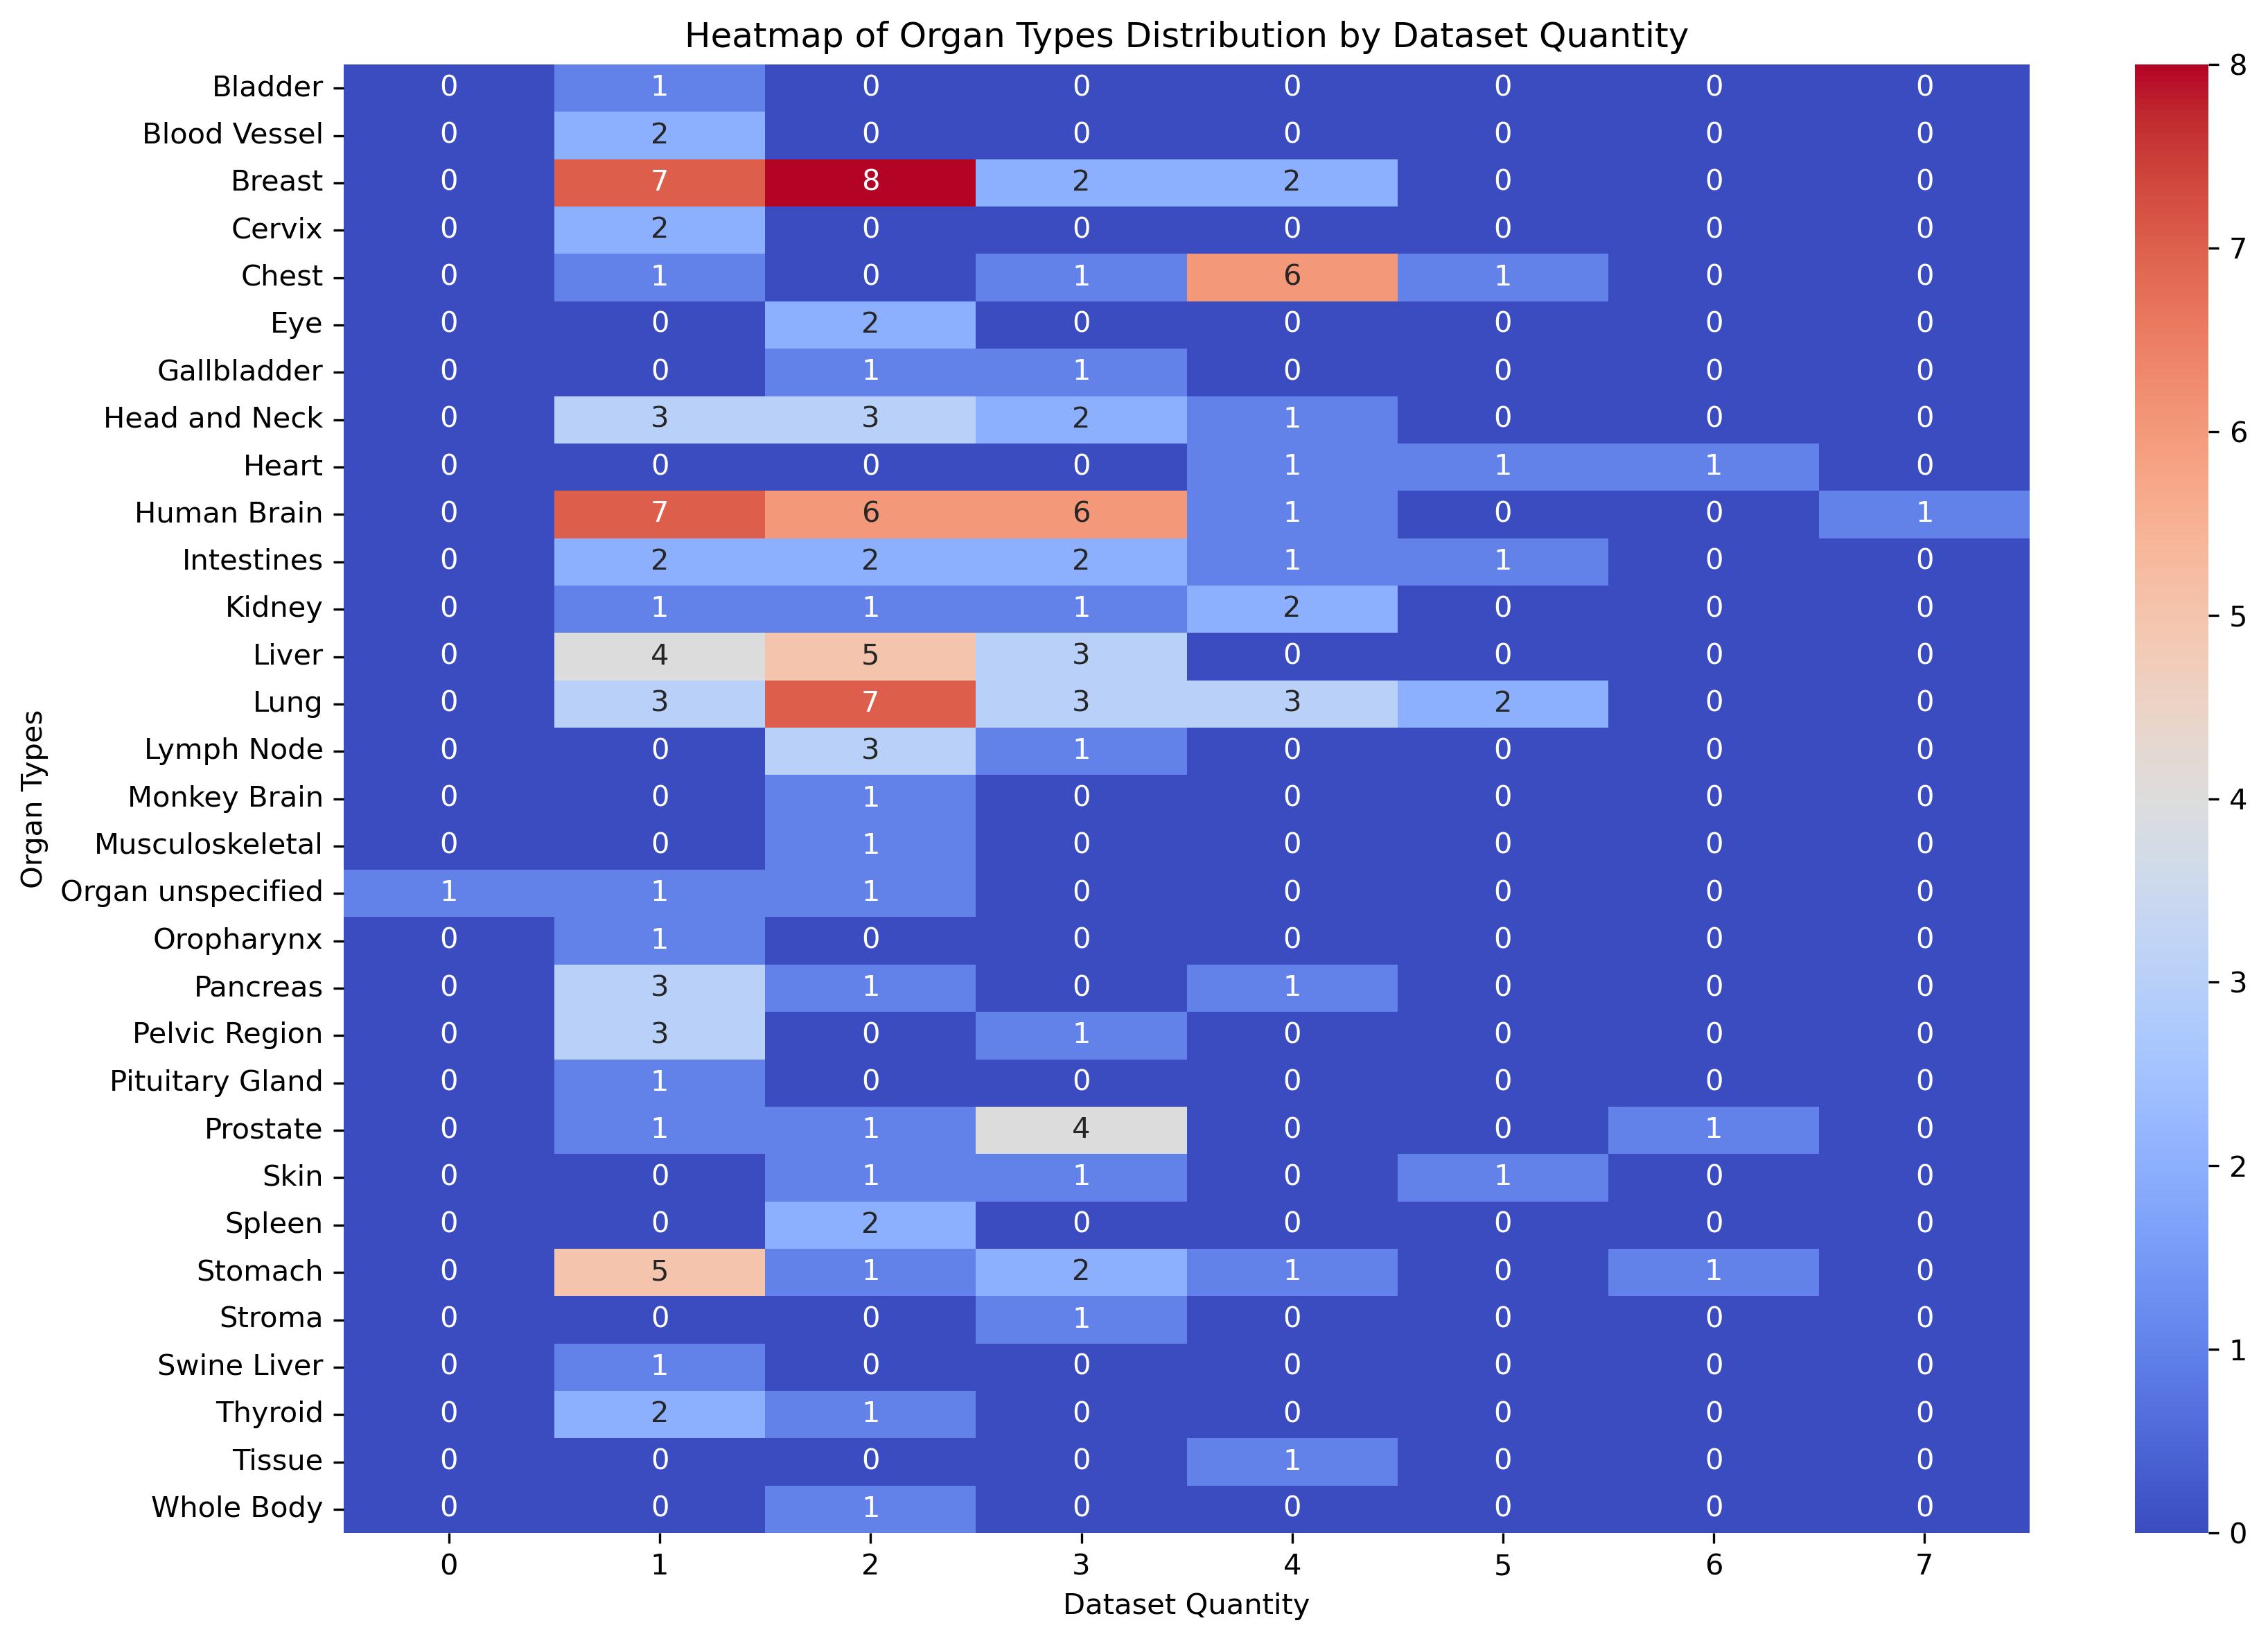 Heatmap of Organ Types Distribution by Dataset Quantity
Organ Types
Bladder 0 1 0 0 0 0 0 0
Blood Vessel 0 2 0 0 0 0 0 0
Breast 0 7 8 2 2 0 0 0
Cervix 0 2 0 0 0 0 0 0
Chest 0 1 0 1 6 1 0 0
Eye 0 0 2 0 0 0 0 0
Gallbladder 0 0 1 1 0 0 0 0
Head and Neck 0 3 3 2 1 0 0 0
Heart 0 0 0 0 1 1 1 0
Human Brain 0 7 6 6 1 0 0 1
Intestines 0 2 2 2 1 1 0 0
Kidney 0 1 1 1 2 0 0 0
Liver 0 4 5 3 0 0 0 0
Lung 0 3 7 3 3 2 0 0
Lymph Node 0 0 3 1 0 0 0 0
Monkey Brain 0 0 1 0 0 0 0 0
Musculoskeletal 0 0 1 0 0 0 0 0
Organ unspecified 1 1 1 0 0 0 0 0
Oropharynx 0 1 0 0 0 0 0 0
Pancreas 0 3 1 0 1 0 0 0
Pelvic Region 0 3 0 1 0 0 0 0
Pituitary Gland 0 1 0 0 0 0 0 0
Prostate 0 1 1 4 0 0 1 0
Skin 0 0 1 1 0 1 0 0
Spleen 0 0 2 0 0 0 0 0
Stomach 0 5 1 2 1 0 1 0
Stroma 0 0 0 1 0 0 0 0
Swine Liver 0 1 0 0 0 0 0 0
Thyroid 0 2 1 0 0 0 0 0
Tissue 0 0 0 0 1 0 0 0
Whole Body 0 0 1 0 0 0 0 0
0 1 2 3 4 5 6 7
Dataset Quantity
8
7
6
5
4
3
2
1
0